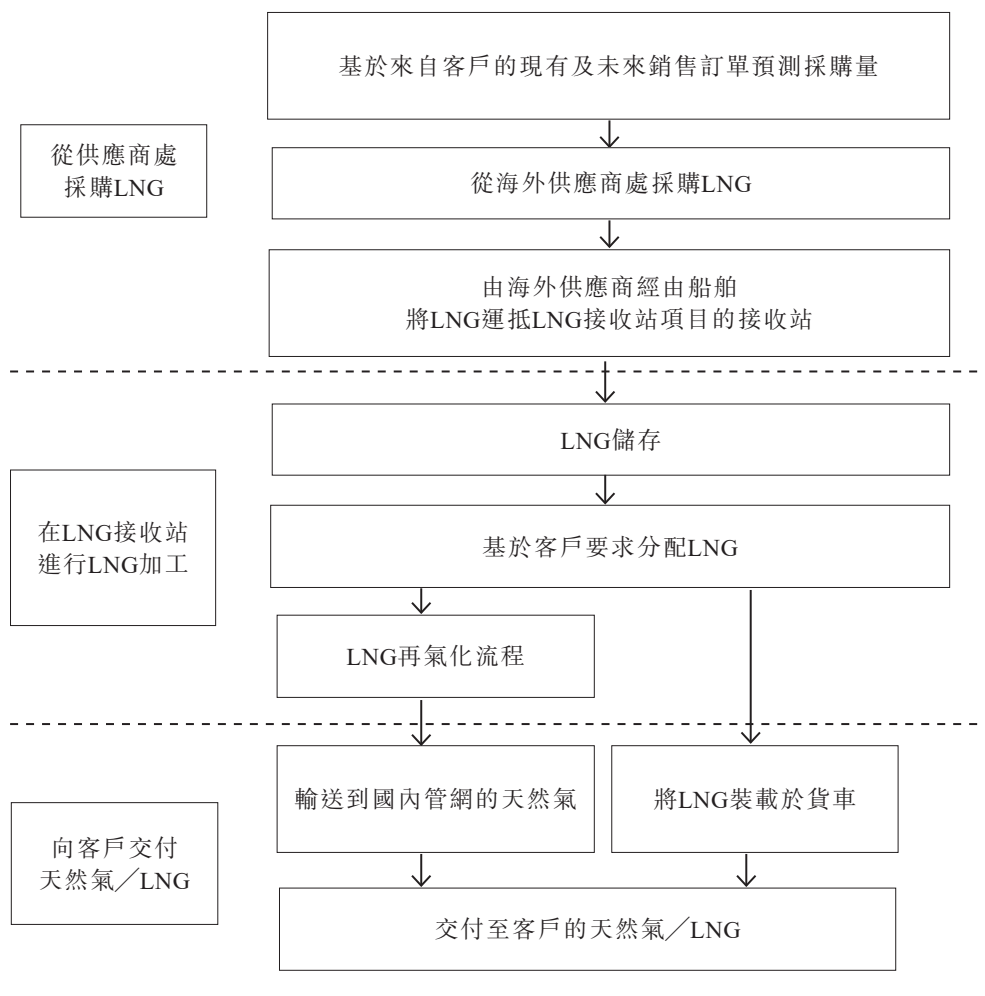 基於來自客戶的現有及未來銷售訂單預測採購量
從供應商處
採購LNG
從海外供應商處採購LNG
由海外供應商經由船舶
將LNG運抵LNG接收站項目的接收站
LNG儲存
在LNG接收站
進行LNG加工
基於客戶要求分配LNG
LNG再氣化流程
輸送到國內管網的天然氣
將LNG裝載於貨車
向客戶交付
天然氣╱LNG
交付至客戶的天然氣╱LNG